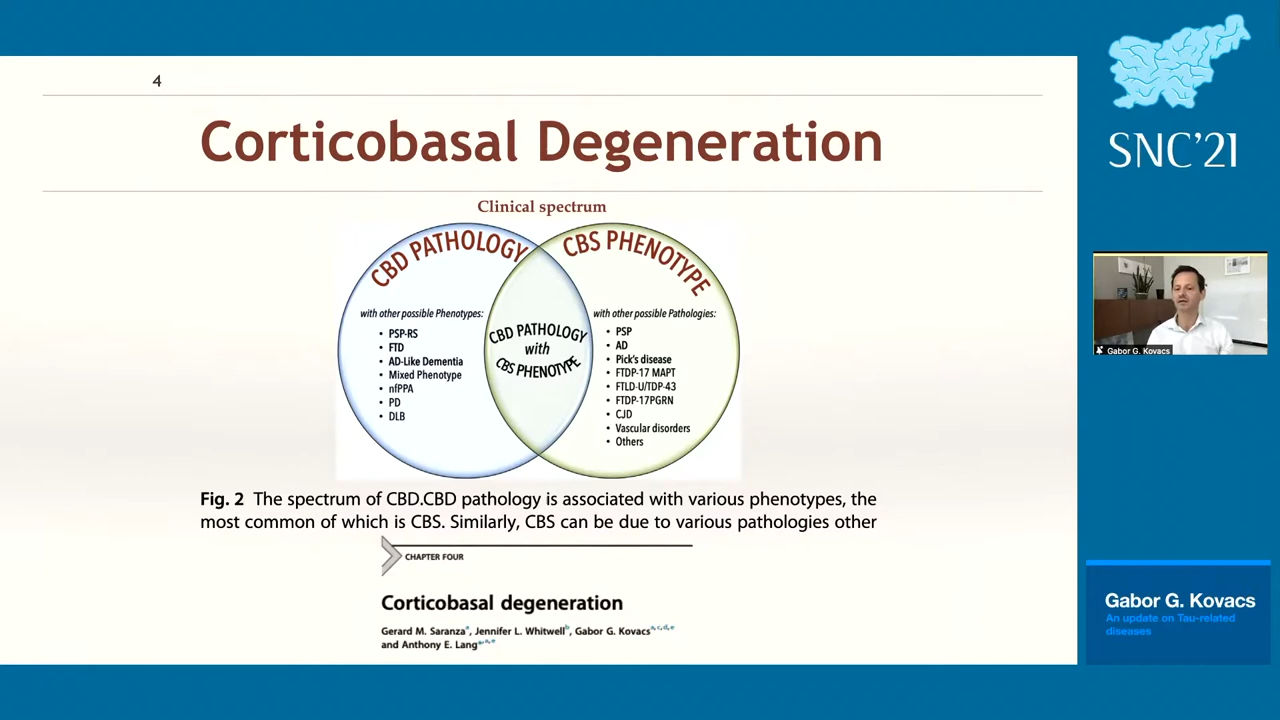 4
Corticobasal Degeneration
Clinical spectrum
CBD PATHOLOGY
with other possible Phenotypes:
• PSP-RS
• FTD
• AD-Like Dementia
• Mixed Phenotype
• nfPPA
• PD
• DLB
CBD PATHOLOGY
with
CBS PHENOTYPE
CBS PHENOTYPE
with other possible Pathologies:
• PSP
• AD
• Pick's disease
• FTDP-17 MAPT
• FTLD-U/TDP-43
• FTDP-17PGRN
• CJD
• Vascular disorders
• Others
Fig. 2 The spectrum of CBD.CBD pathology is associated with various phenotypes, the
most common of which is CBS. Similarly, CBS can be due to various pathologies other
CHAPTER FOUR
Corticobasal degeneration
Gerard M. Saranza, Jennifer L. Whitwell, Gabor G. Kovacs
and Anthony E. Lang
SNC'21
Gabor G. Kovacs
Gabor G. Kovacs
An update on Tau-related
diseases